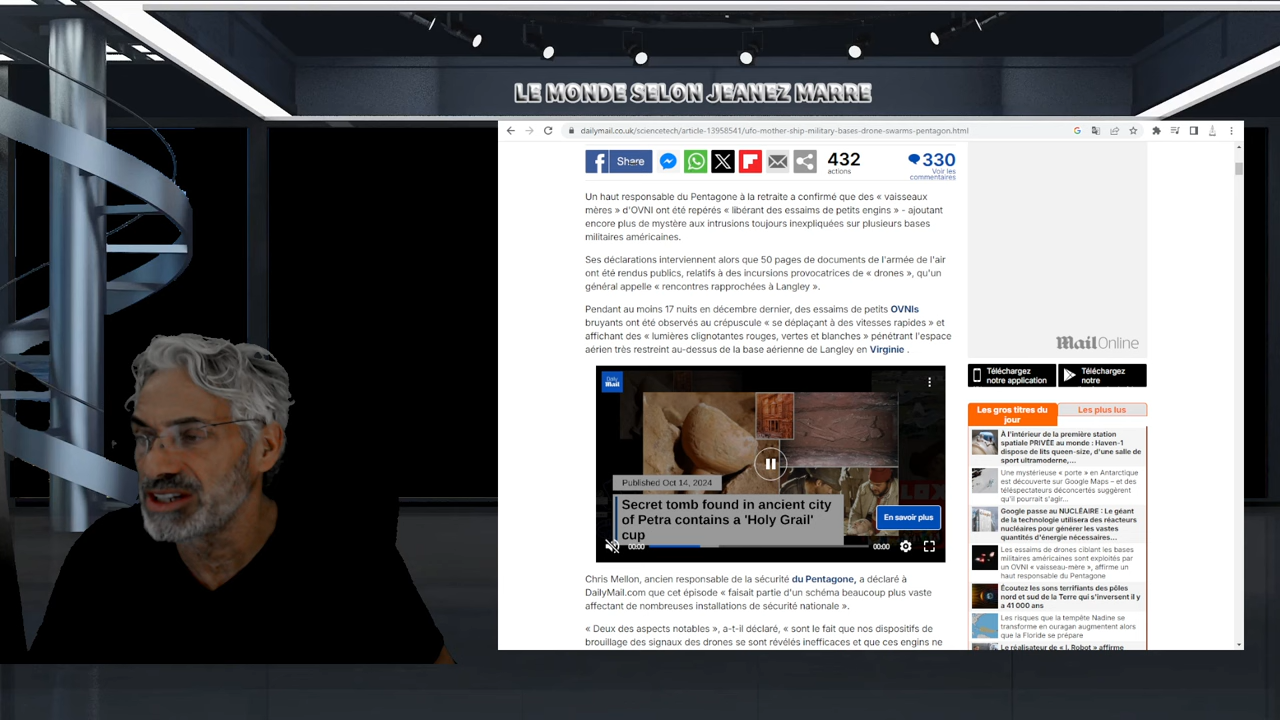 LE MONDE SELON JEANEZ MARRE
dailymail.co.uk/sciencetech/article-13958541/ufo-mother-ship-military-bases-drone-swarms-pentagon.html
Share
432
actions
330
Voir les
commentaires
Un haut responsable du Pentagone à la retraite a confirmé que des « vaisseaux
mères » d'OVNI ont été repérés « libérant des essaims de petits engins » - ajoutant
encore plus de mystère aux intrusions toujours inexpliquées sur plusieurs bases
militaires américaines.
Ses déclarations interviennent alors que 50 pages de documents de l'armée de l'air
ont été rendus publics, relatifs à des incursions provocatrices de « drones », qu'un
général appelle « rencontres rapprochées à Langley ».
Pendant au moins 17 nuits en décembre dernier, des essaims de petits OVNIs
bruyants ont été observés au crépuscule « se déplaçant à des vitesses rapides » et
affichant des « lumières clignotantes rouges, vertes et blanches » pénétrant l'espace
aérien très restreint au-dessus de la base aérienne de Langley en Virginie .
Daily
Mail
Published Oct 14, 2024
Secret tomb found in ancient city
of Petra contains a 'Holy Grail'
cup
En savoir plus
00:00
00:00
Chris Mellon, ancien responsable de la sécurité du Pentagone, a déclaré à
DailyMail.com que cet épisode « faisait partie d'un schéma beaucoup plus vaste
affectant de nombreuses installations de sécurité nationale ».
« Deux des aspects notables », a-t-il déclaré, « sont le fait que nos dispositifs de
brouillage des signaux des drones se sont révélés inefficaces et que ces engins ne
Mail Online
Téléchargez
notre application
Téléchargez
notre
Les gros titres du
jour
Les plus lus
À l'intérieur de la première station
spatiale PRIVÉE au monde : Haven-1
dispose de lits queen-size, d'une salle de
sport ultramoderne,...
Une mystérieuse « porte » en Antarctique
est découverte sur Google Maps – et des
téléspectateurs déconcertés suggèrent
qu'il pourrait s'agir...
Google passe au NUCLÉAIRE : Le géant
de la technologie utilisera des réacteurs
nucléaires pour générer les vastes
quantités d'énergie nécessaires...
Les essaims de drones ciblant les bases
militaires américaines sont exploités par
un OVNI « vaisseau-mère », affirme un
haut responsable du Pentagone
Écoutez les sons terrifiants des pôles
nord et sud de la Terre qui s'inversent il y
a 41 000 ans
Les risques que la tempête Nadine se
transforme en ouragan augmentent alors
que la Floride se prépare
Le réalisateur de « I, Robot » affirme